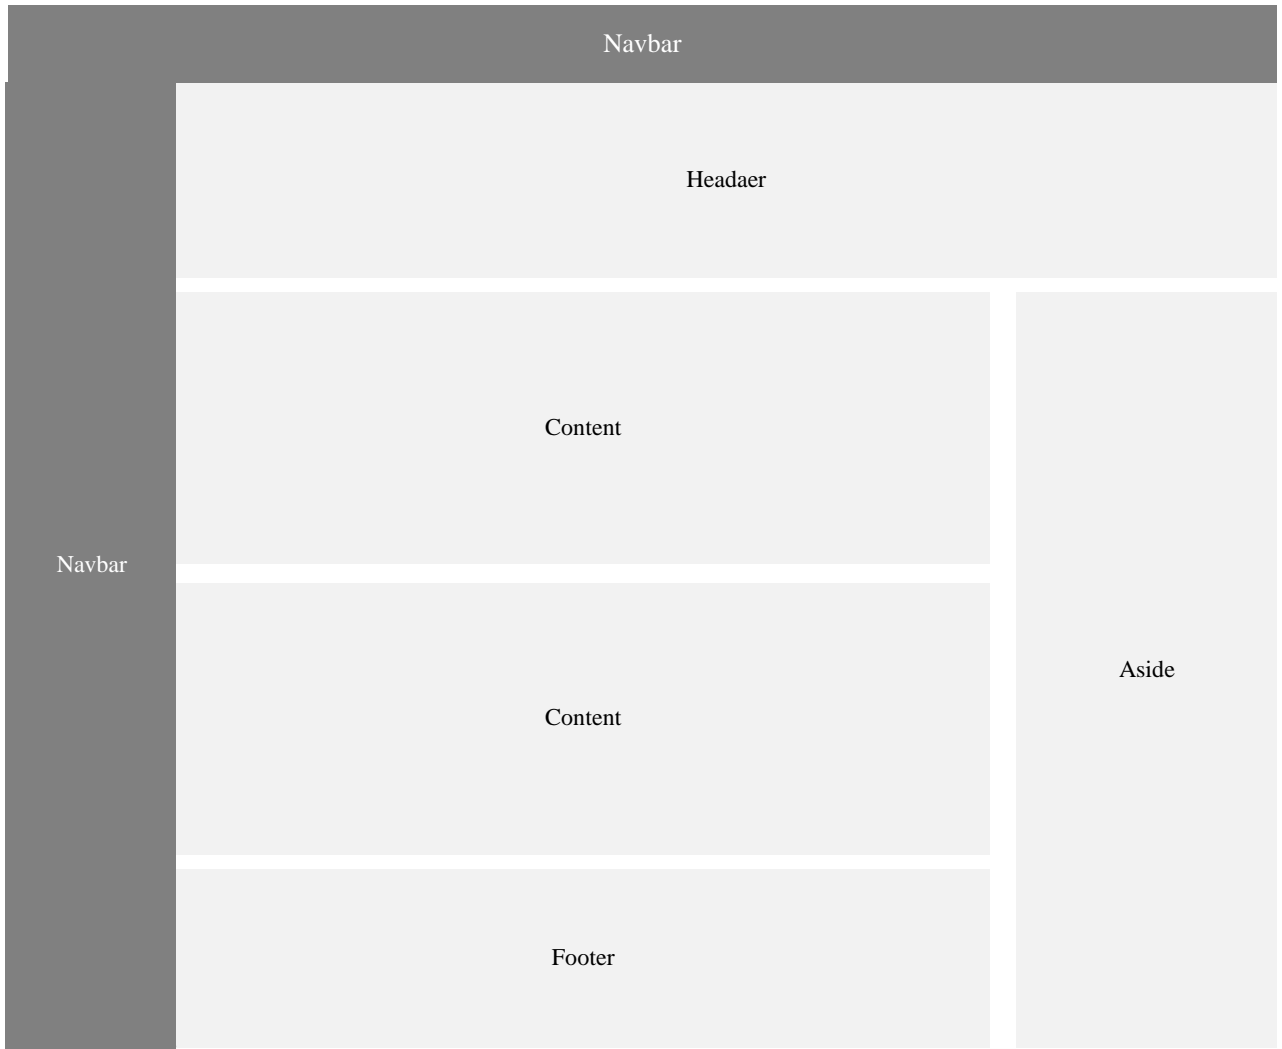 Navbar
Headaer
Content
Navbar
Content
Aside
Footer